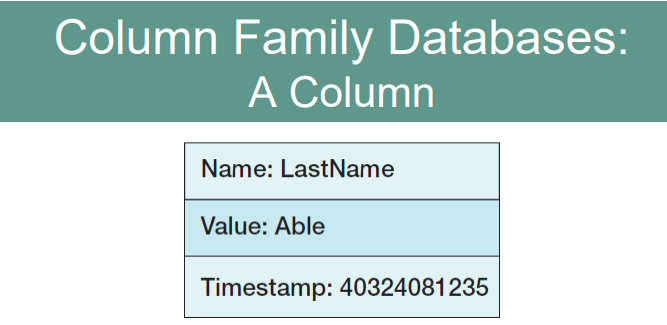 Column Family Databases:
A Column
Name: LastName
Value: Able
Timestamp: 40324081235